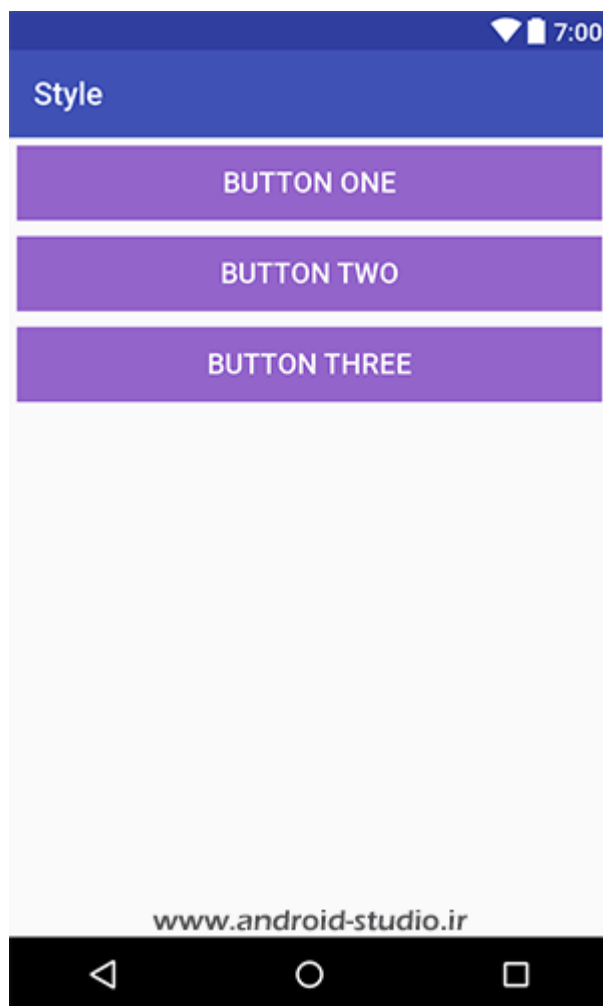 7:00
Style
BUTTON ONE
BUTTON TWO
BUTTON THREE
www.android-studio.ir